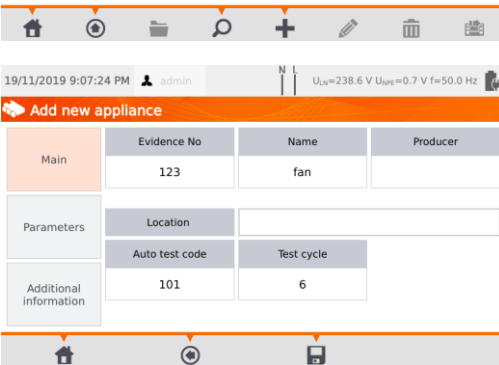 19/11/2019 9:07:24 PM admin N L ULN=238.6 V UNPE=0.7 V f=50.0 Hz
Add new appliance
Main
Evidence No Name Producer
123 fan
Parameters
Location
Auto test code Test cycle
Additional information
101 6